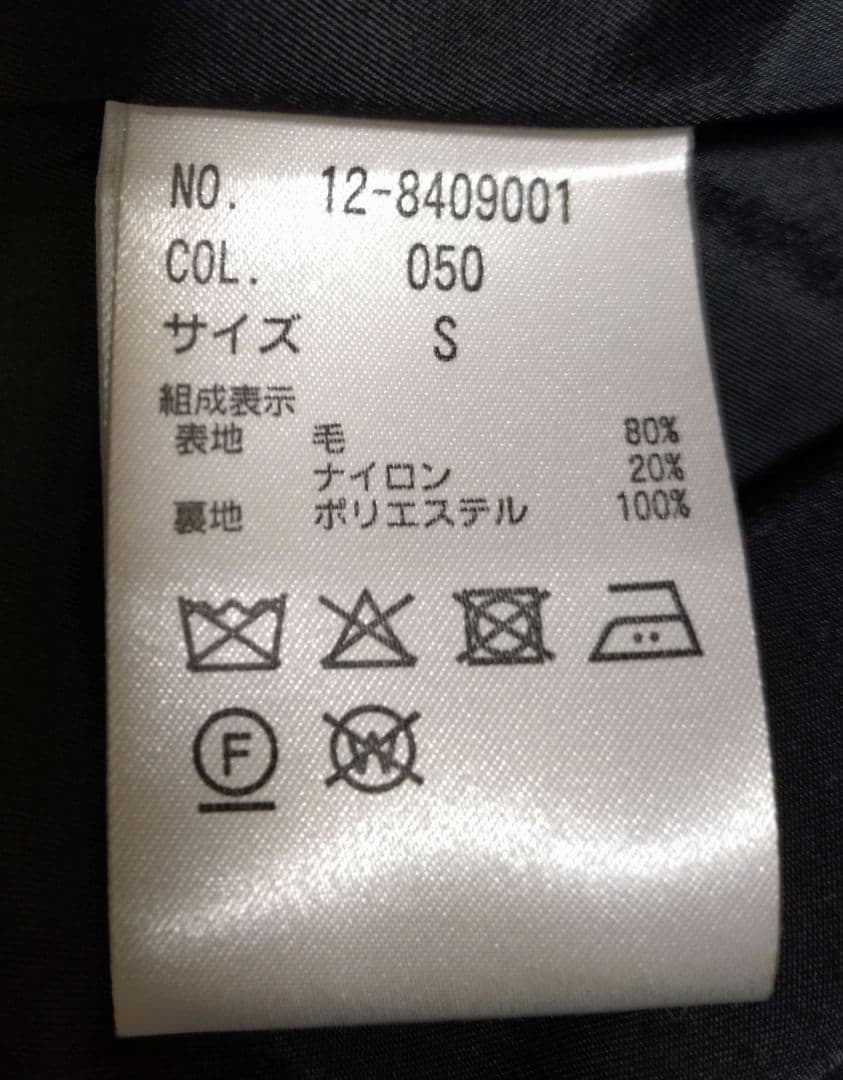 NO. 12-8409001
COL. 050
サイズ S
組成表示
表地 毛 80%
ナイロン 20%
裏地 ポリエステル 100%
F W